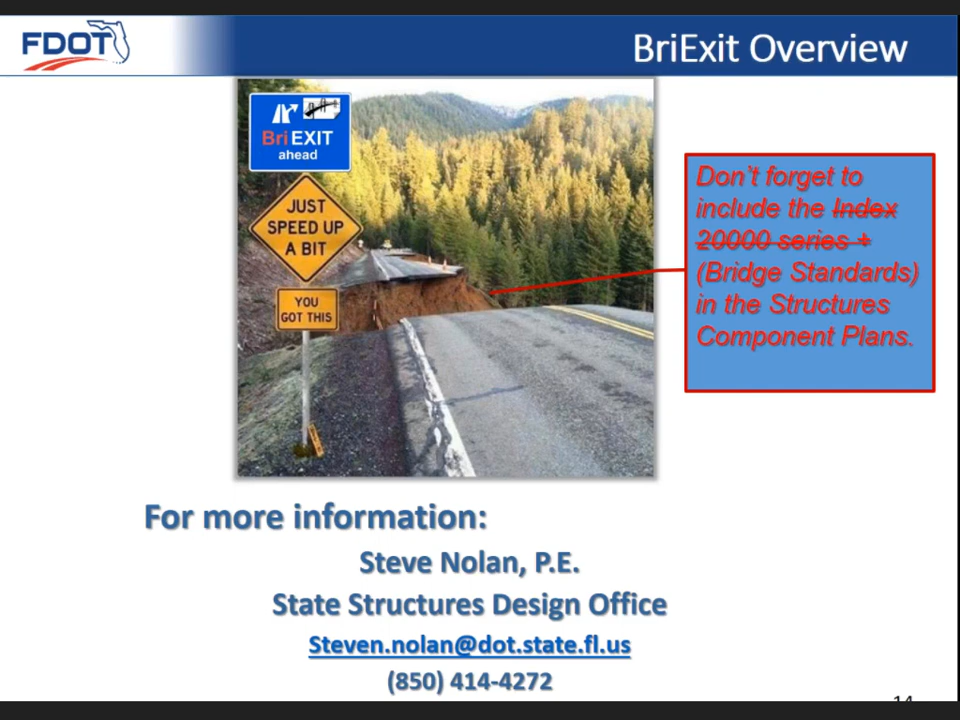 FDOT
BriExit Overview
BriEXIT
ahead
JUST
SPEED UP
A BIT
YOU
GOT THIS
Don't forget to
include the Index
20000 series +
(Bridge Standards)
in the Structures
Component Plans.
For more information:
Steve Nolan, P.E.
State Structures Design Office
Steven.nolan@dot.state.fl.us
(850) 414-4272
14